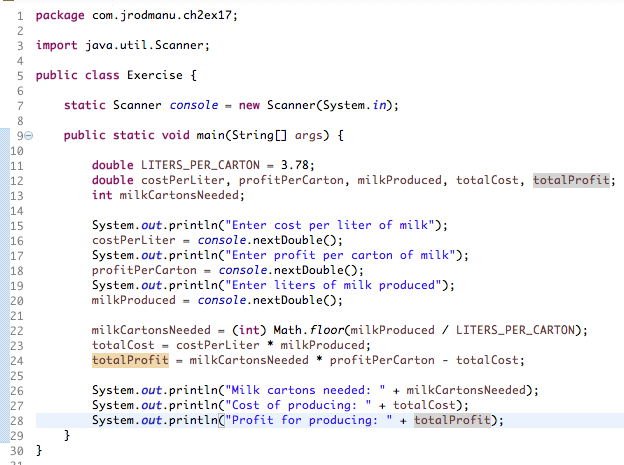 1 package com.jrodmanu.ch2ex17;
2
3 import java.util.Scanner;
4
5 public class Exercise {
6
7 static Scanner console = new Scanner(System.in);
8
9 public static void main(String[] args) {
10
11 double LITERS_PER_CARTON = 3.78;
12 double costPerLiter, profitPerCarton, milkProduced, totalCost, totalProfit;
13 int milkCartonsNeeded;
14
15 System.out.println("Enter cost per liter of milk");
16 costPerLiter = console.nextDouble();
17 System.out.println("Enter profit per carton of milk");
18 profitPerCarton = console.nextDouble();
19 System.out.println("Enter liters of milk produced");
20 milkProduced = console.nextDouble();
21
22 milkCartonsNeeded = (int) Math.floor(milkProduced / LITERS_PER_CARTON);
23 totalCost = costPerLiter * milkProduced;
24 totalProfit = milkCartonsNeeded * profitPerCarton - totalCost;
25
26 System.out.println("Milk cartons needed: " + milkCartonsNeeded);
27 System.out.println("Cost of producing: " + totalCost);
28 System.out.println("Profit for producing: " + totalProfit);
29 }
30 }
31